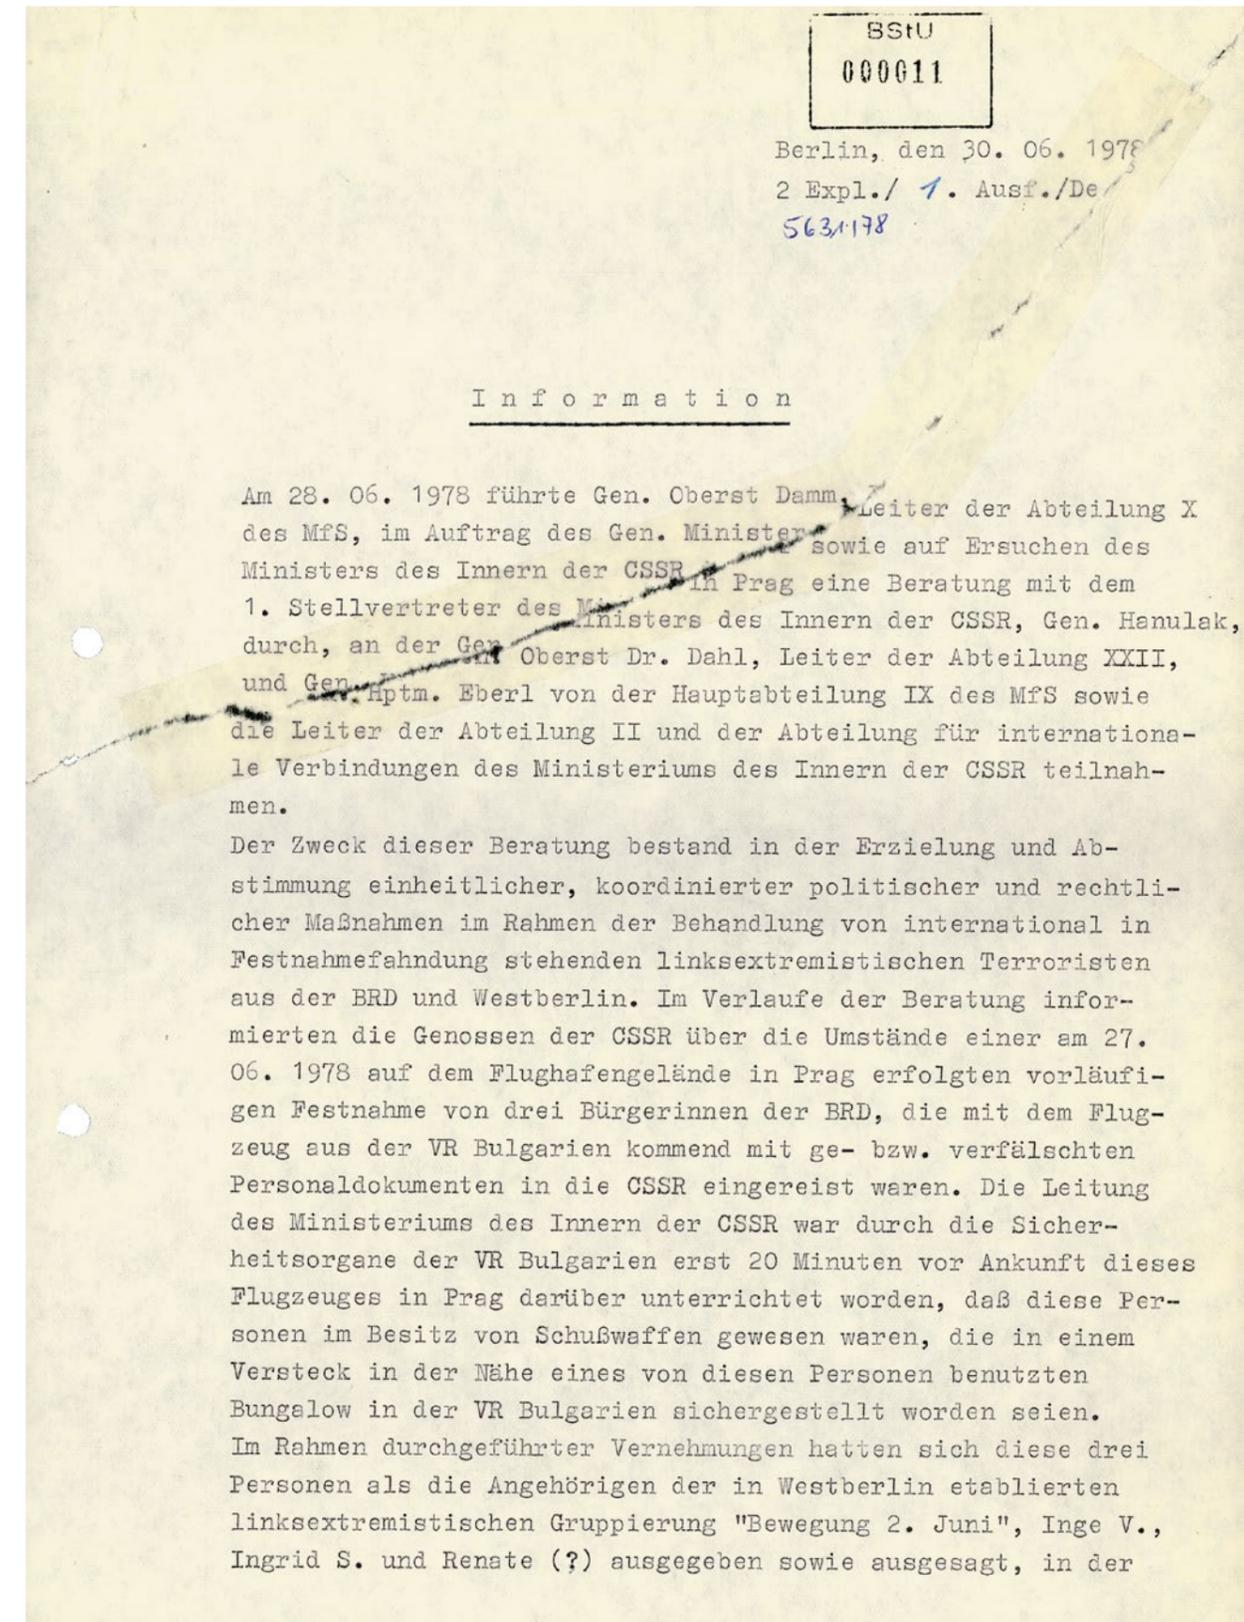 BStU
000011
Berlin, den 30. 06. 1978
2 Expl./ 1. Ausf./De
563/178
Information
Am 28. 06. 1978 führte Gen. Oberst Damm, Leiter der Abteilung X
des MfS, im Auftrag des Gen. Minister sowie auf Ersuchen des
Ministers des Innern der CSSR in Prag eine Beratung mit dem
1. Stellvertreter des Ministers des Innern der CSSR, Gen. Hanulak,
durch, an der Gen. Oberst Dr. Dahl, Leiter der Abteilung XXII,
und Gen. Hptm. Eberl von der Hauptabteilung IX des MfS sowie
die Leiter der Abteilung II und der Abteilung für internationa-
le Verbindungen des Ministeriums des Innern der CSSR teilnah-
men.
Der Zweck dieser Beratung bestand in der Erzielung und Ab-
stimmung einheitlicher, koordinierter politischer und rechtli-
cher Maßnahmen im Rahmen der Behandlung von international in
Festnahmefahndung stehenden linksextremistischen Terroristen
aus der BRD und Westberlin. Im Verlaufe der Beratung infor-
mierten die Genossen der CSSR über die Umstände einer am 27.
06. 1978 auf dem Flughafengelände in Prag erfolgten vorläufi-
gen Festnahme von drei Bürgerinnen der BRD, die mit dem Flug-
zeug aus der VR Bulgarien kommend mit ge- bzw. verfälschten
Personaldokumenten in die CSSR eingereist waren. Die Leitung
des Ministeriums des Innern der CSSR war durch die Sicher-
heitsorgane der VR Bulgarien erst 20 Minuten vor Ankunft dieses
Flugzeuges in Prag darüber unterrichtet worden, daß diese Per-
sonen im Besitz von Schußwaffen gewesen waren, die in einem
Versteck in der Nähe eines von diesen Personen benutzten
Bungalow in der VR Bulgarien sichergestellt worden seien.
Im Rahmen durchgeführter Vernehmungen hatten sich diese drei
Personen als die Angehörigen der in Westberlin etablierten
linksextremistischen Gruppierung "Bewegung 2. Juni", Inge V.,
Ingrid S. und Renate (?) ausgegeben sowie ausgesagt, in der